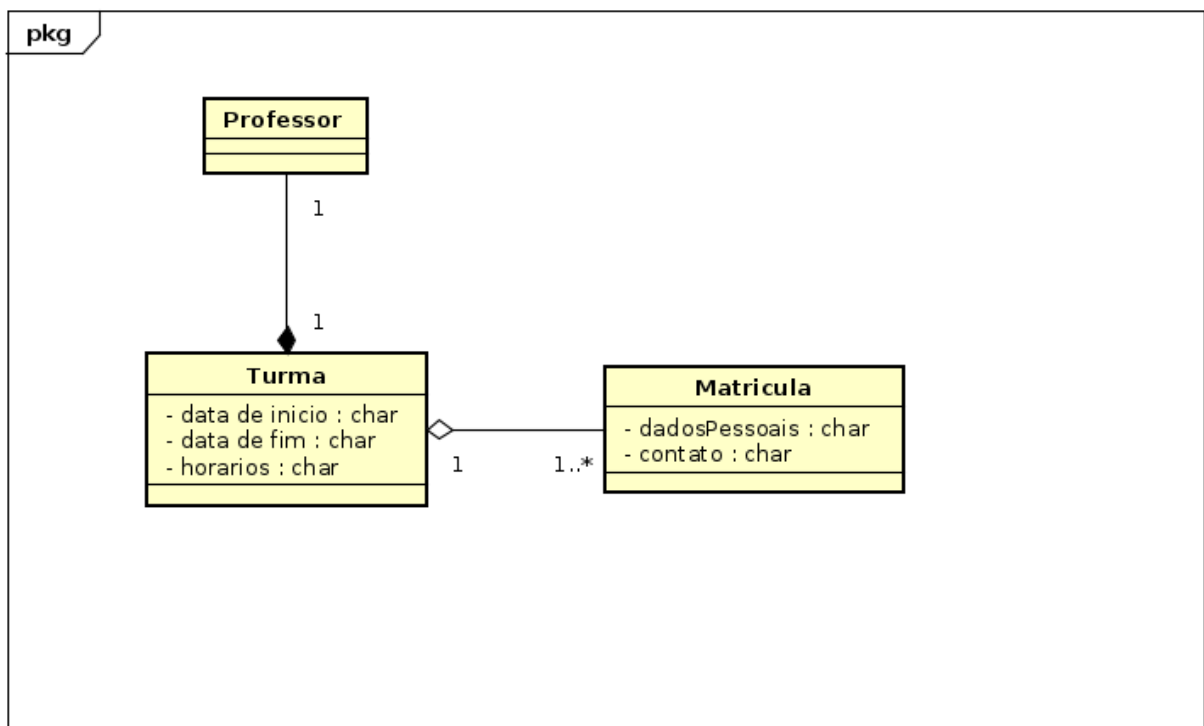 pkg
Professor
1
1
Turma
- data de inicio : char
- data de fim : char
- horarios : char
1
1..*
Matricula
- dadosPessoais : char
- contato : char